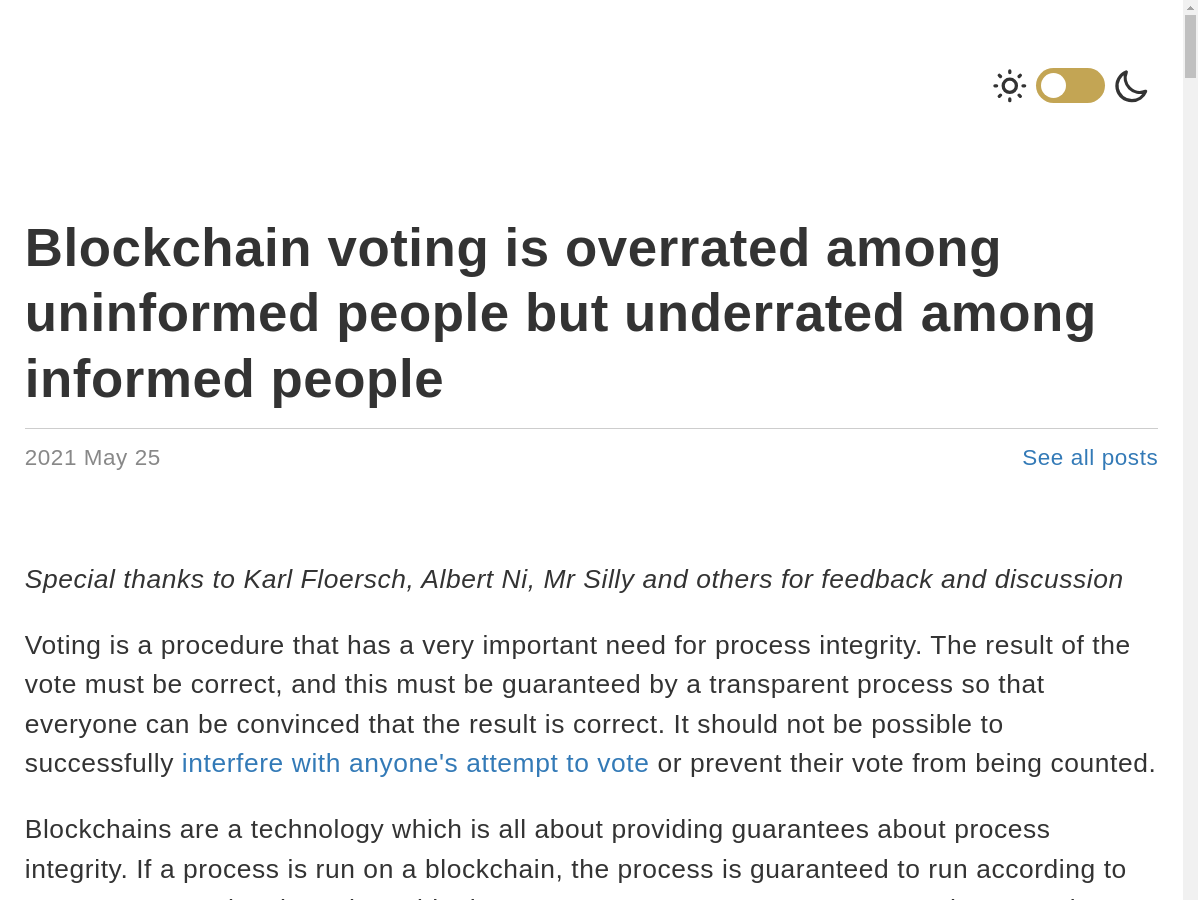 Blockchain voting is overrated among
uninformed people but underrated among
informed people
2021 May 25
See all posts
Special thanks to Karl Floersch, Albert Ni, Mr Silly and others for feedback and discussion
Voting is a procedure that has a very important need for process integrity. The result of the
vote must be correct, and this must be guaranteed by a transparent process so that
everyone can be convinced that the result is correct. It should not be possible to
successfully interfere with anyone's attempt to vote or prevent their vote from being counted.
Blockchains are a technology which is all about providing guarantees about process
integrity. If a process is run on a blockchain, the process is guaranteed to run according to